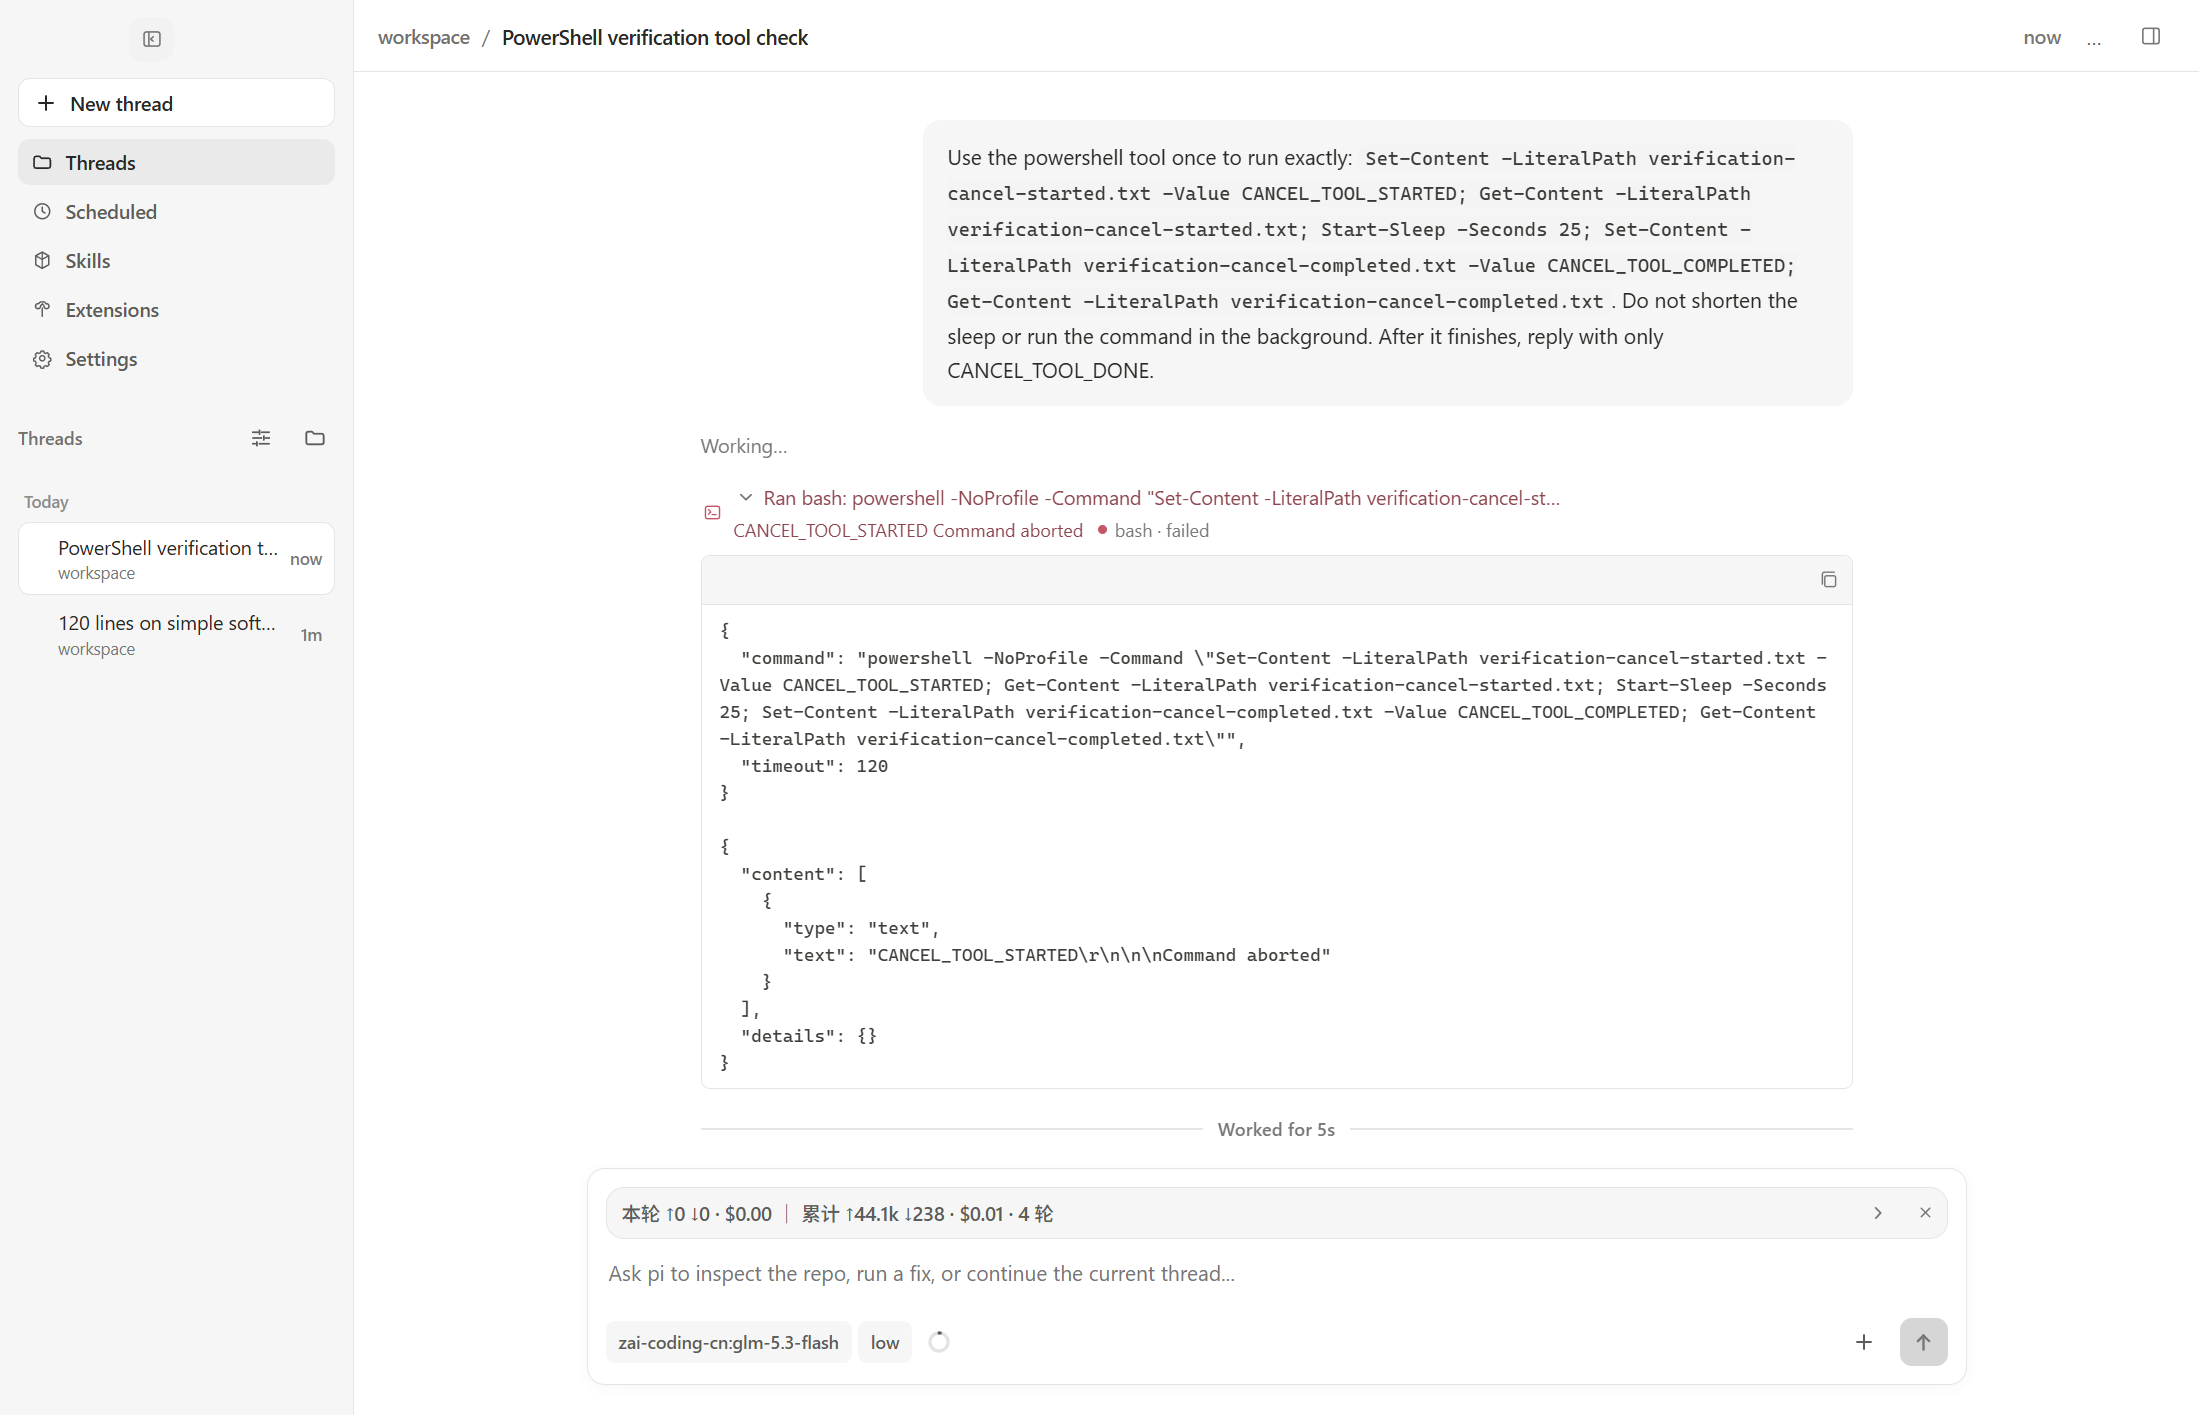 workspace / PowerShell verification tool check
now ...
New thread
Threads
Scheduled
Skills
Extensions
Settings
Threads
Today
PowerShell verification t...
now
workspace
120 lines on simple soft...
1m
workspace
Use the powershell tool once to run exactly: Set-Content -LiteralPath verification-
cancel-started.txt -Value CANCEL_TOOL_STARTED; Get-Content -LiteralPath
verification-cancel-started.txt; Start-Sleep -Seconds 25; Set-Content -
LiteralPath verification-cancel-completed.txt -Value CANCEL_TOOL_COMPLETED;
Get-Content -LiteralPath verification-cancel-completed.txt . Do not shorten the
sleep or run the command in the background. After it finishes, reply with only
CANCEL_TOOL_DONE.
Working...
Ran bash: powershell -NoProfile -Command "Set-Content -LiteralPath verification-cancel-st...
CANCEL_TOOL_STARTED Command aborted bash · failed
{
"command": "powershell -NoProfile -Command \"Set-Content -LiteralPath verification-cancel-started.txt -
Value CANCEL_TOOL_STARTED; Get-Content -LiteralPath verification-cancel-started.txt; Start-Sleep -Seconds
25; Set-Content -LiteralPath verification-cancel-completed.txt -Value CANCEL_TOOL_COMPLETED; Get-Content
-LiteralPath verification-cancel-completed.txt\"",
"timeout": 120
}
{
"content": [
{
"type": "text",
"text": "CANCEL_TOOL_STARTED\r\n\n\nCommand aborted"
}
],
"details": {}
}
Worked for 5s
本轮 ↑0 ↓0 · $0.00 | 累计 ↑44.1k ↓238 · $0.01 · 4 轮
Ask pi to inspect the repo, run a fix, or continue the current thread...
zai-coding-cn:glm-5.3-flash
low